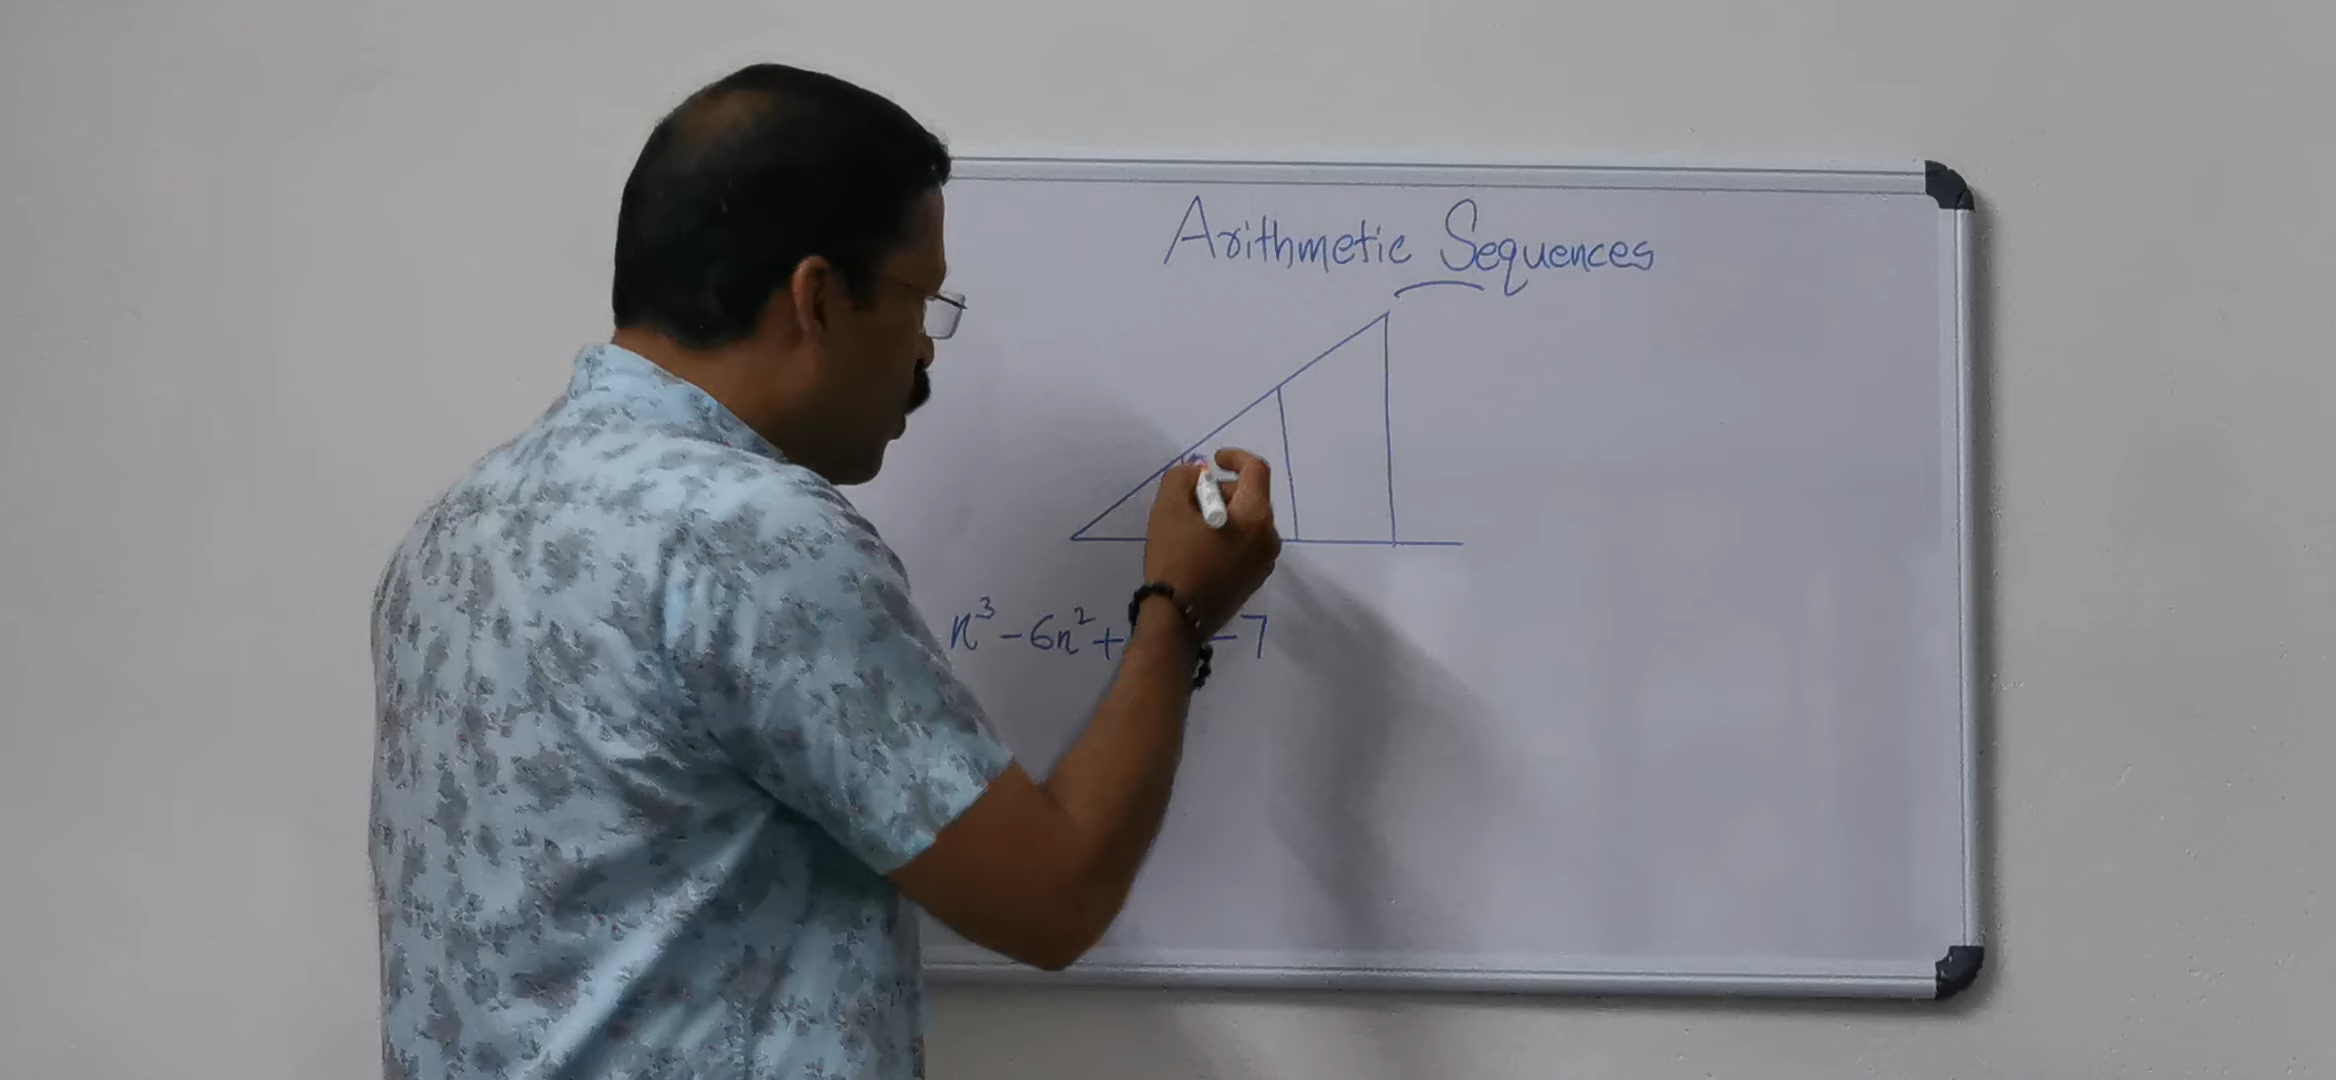 Arithmetic Sequences
n³ - 6n² + - 7